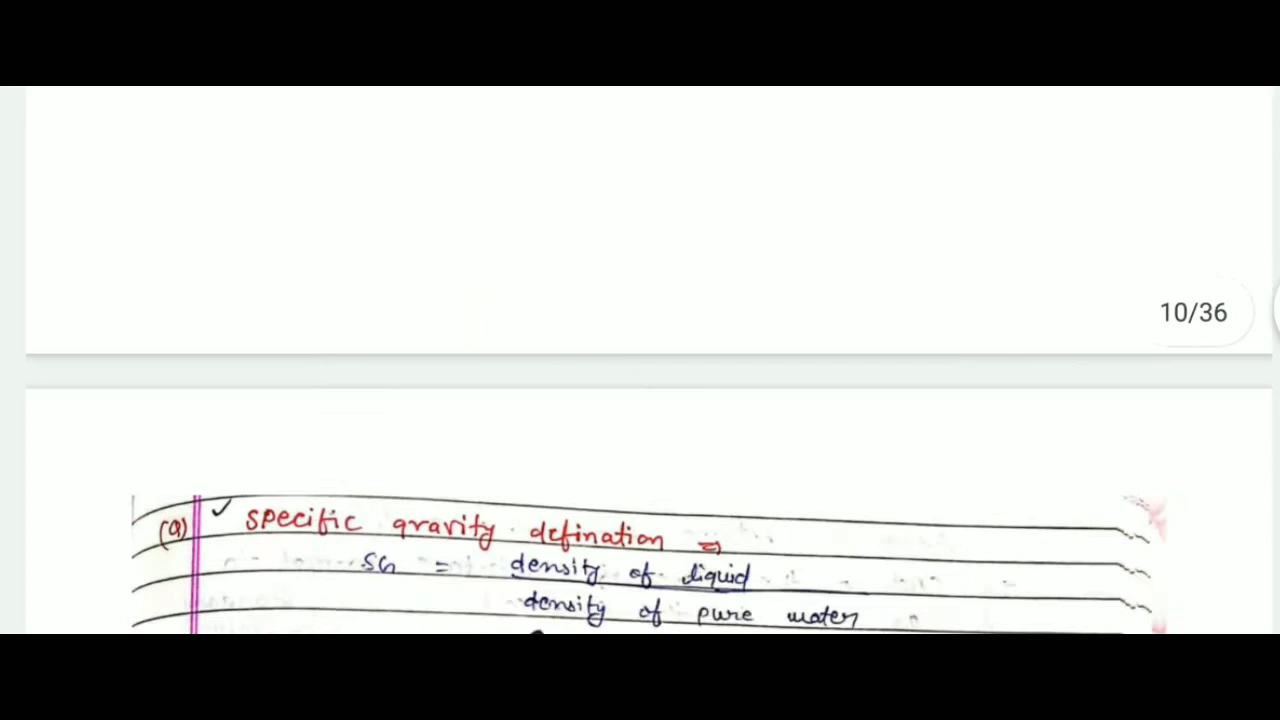 10/36
(Q) ✓ specific gravity defination ⇒
SG = density of liquid
density of pure water